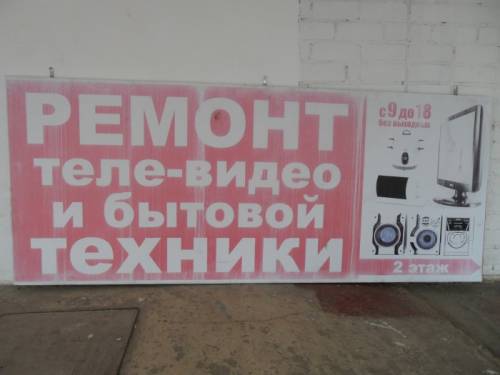 РЕМОНТ
теле-видео
и бытовой
техники
с 9 до 18
без выходных
2 этаж